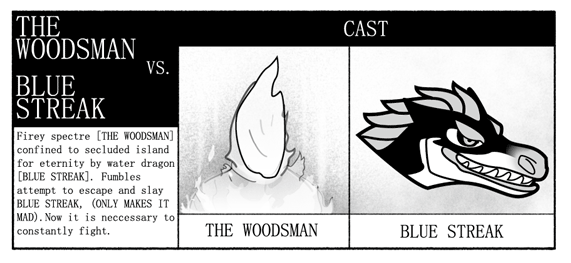 THE
WOODSMAN
VS.
BLUE
STREAK
Firey spectre [THE WOODSMAN]
confined to secluded island
for eternity by water dragon
[BLUE STREAK]. Fumbles
attempt to escape and slay
BLUE STREAK, (ONLY MAKES IT
MAD).Now it is neccessary to
constantly fight.
CAST
THE WOODSMAN
BLUE STREAK